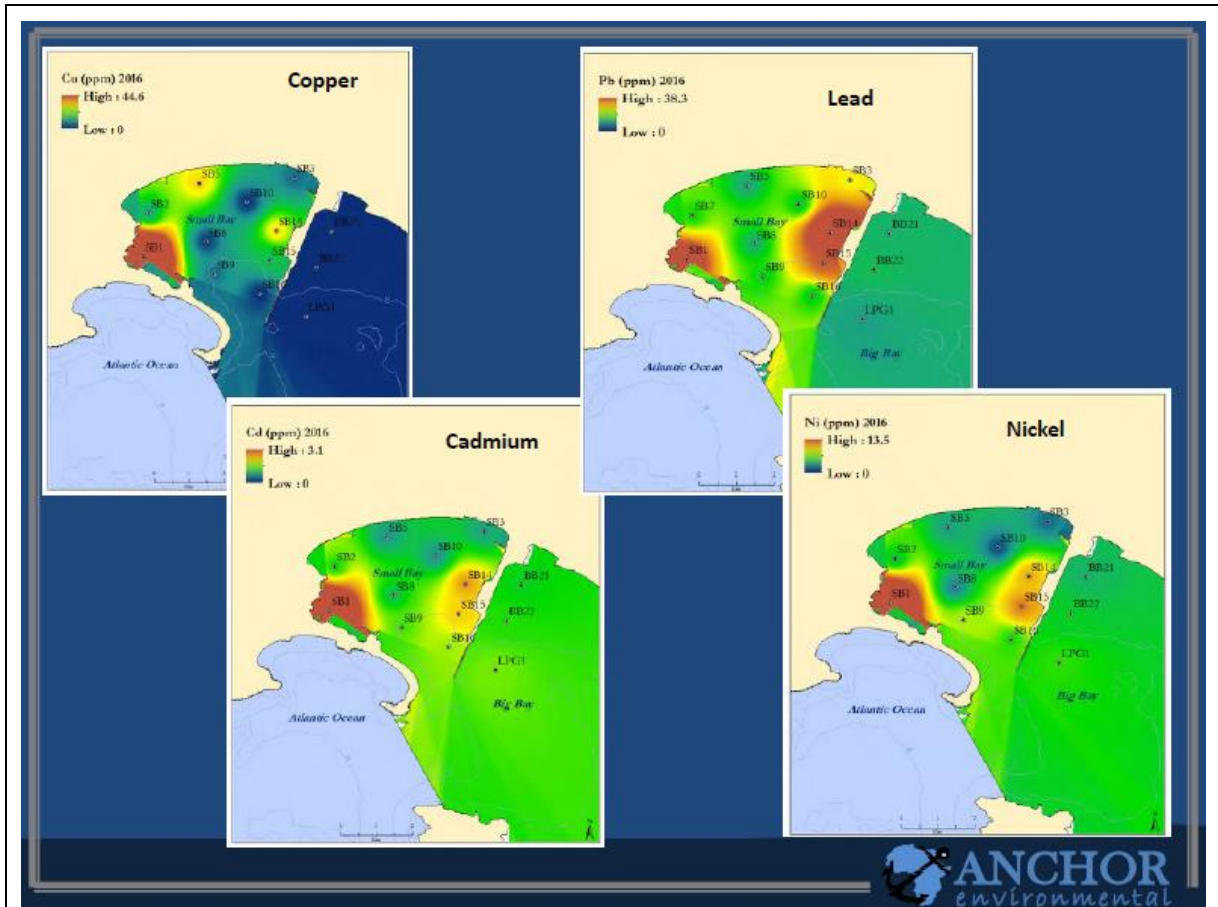 Cu (ppm) 2016
High : 44.6
Low : 0
Copper
SB3
SB5
SB10
SB2
Small Bay
SB14
BB21
SB8
SB1
SB15
BB22
SB9
SB16
LPG1
Atlantic Ocean
Pb (ppm) 2016
High : 38.3
Low : 0
Lead
SB3
SB5
SB10
SB2
Small Bay
SB14
BB21
SB8
SB1
SB15
BB22
SB9
SB16
LPG1
Big Bay
Atlantic Ocean
Cd (ppm) 2016
High : 3.1
Low : 0
Cadmium
SB3
SB5
SB10
SB2
Small Bay
SB14
BB21
SB8
SB1
SB15
BB22
SB9
SB16
LPG1
Big Bay
Atlantic Ocean
Ni (ppm) 2016
High : 13.5
Low : 0
Nickel
SB3
SB5
SB10
SB2
Small Bay
SB14
BB21
SB8
SB1
SB15
BB22
SB9
SB16
LPG1
Big Bay
Atlantic Ocean
ANCHOR
environmental